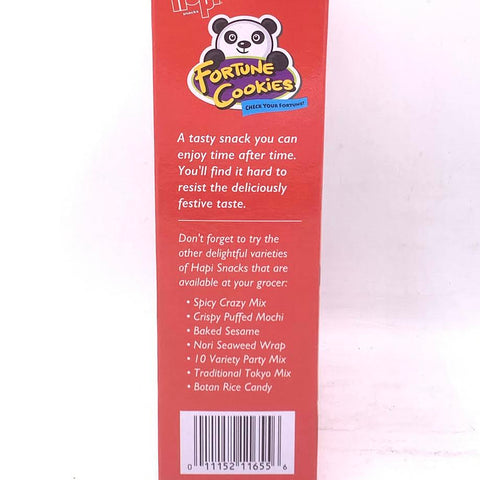 Hapi
snacks
FORTUNE
COOKIES
CHECK YOUR FORTUNE!
A tasty snack you can
enjoy time after time.
You'll find it hard to
resist the deliciously
festive taste.
Don't forget to try the
other delightful varieties
of Hapi Snacks that are
available at your grocer:
• Spicy Crazy Mix
• Crispy Puffed Mochi
• Baked Sesame
• Nori Seaweed Wrap
• 10 Variety Party Mix
• Traditional Tokyo Mix
• Botan Rice Candy
0 11152 11655 6